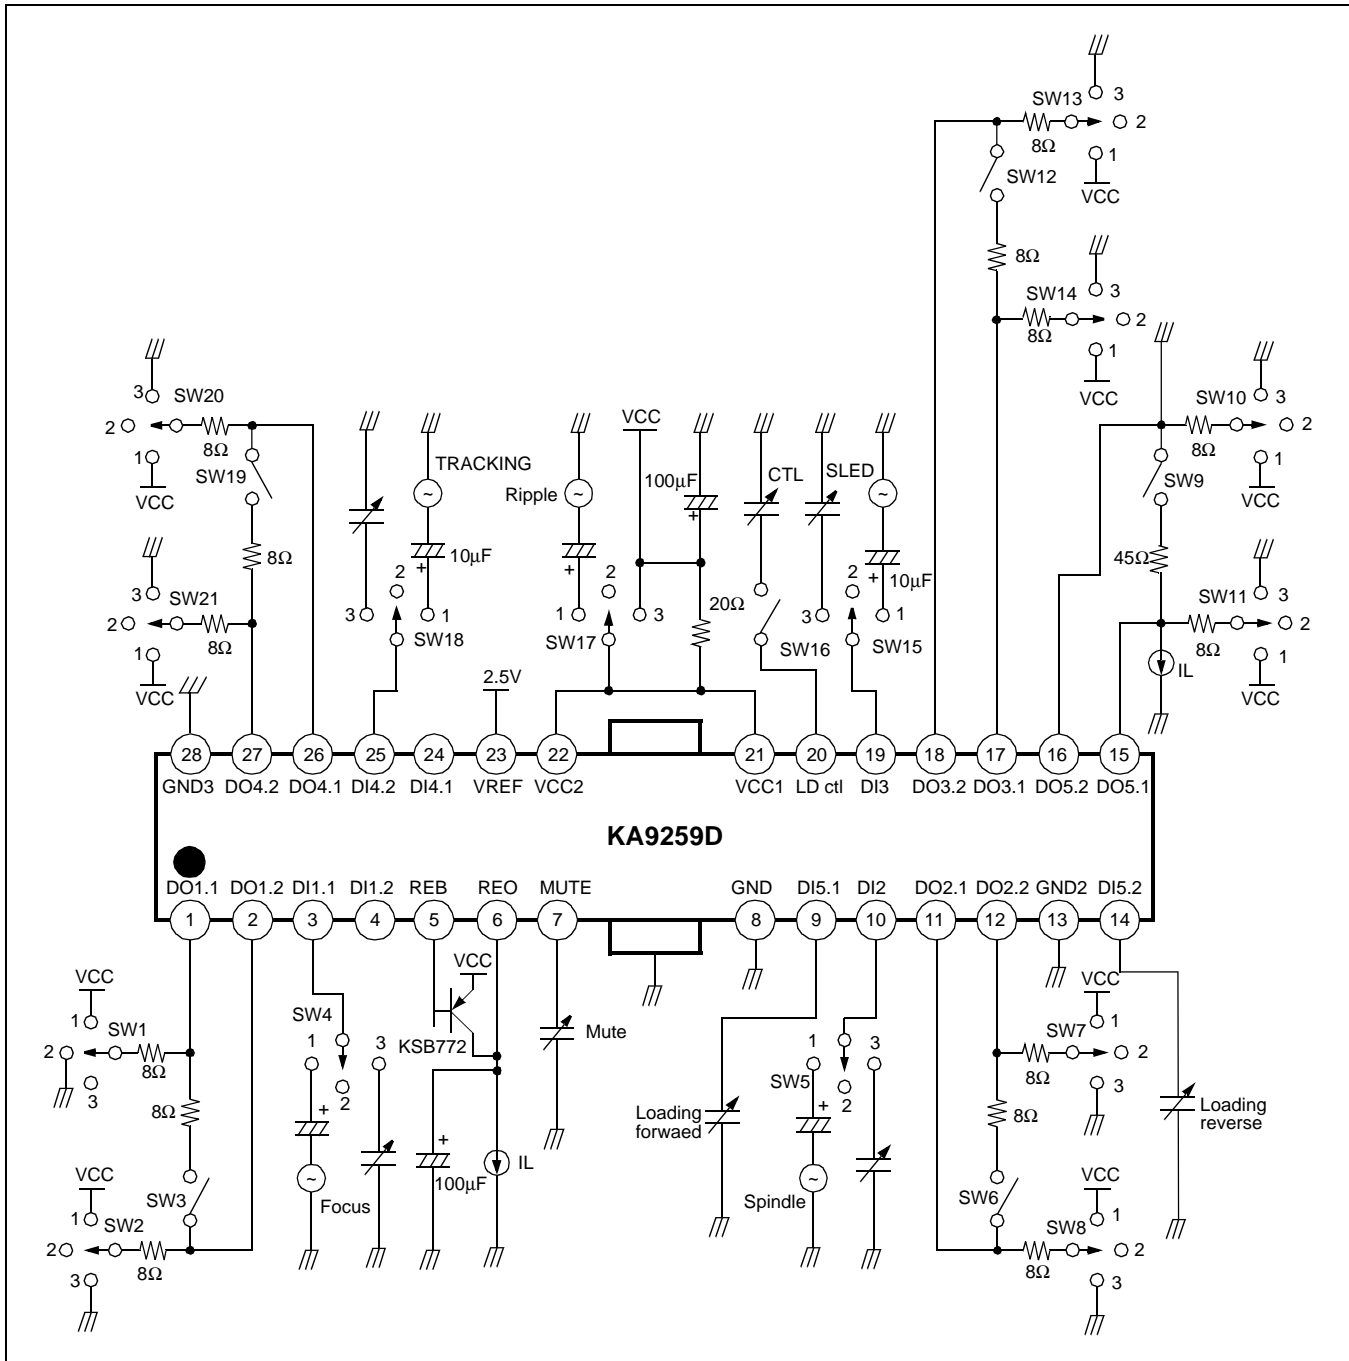 SW13
3
2
8Ω
1
SW12
VCC
8Ω
SW14
3
2
8Ω
1
VCC
3
SW20
2
8Ω
1
SW19
VCC
8Ω
3
SW21
2
8Ω
1
VCC
TRACKING
10µF
+
2
3
1
SW18
2.5V
Ripple
+
2
1
SW17
3
VCC
100µF
+
20Ω
CTL
SW16
SLED
2
+
10µF
3
1
SW15
SW10
3
2
8Ω
1
SW9
VCC
45Ω
SW11
3
2
8Ω
1
IL
VCC
28 27 26 25 24 23 22 21 20 19 18 17 16 15
GND3 DO4.2 DO4.1 DI4.2 DI4.1 VREF VCC2 VCC1 LD ctl DI3 DO3.2 DO3.1 DO5.2 DO5.1
KA9259D
DO1.1 DO1.2 DI1.1 DI1.2 REB REO MUTE GND DI5.1 DI2 DO2.1 DO2.2 GND2 DI5.2
1 2 3 4 5 6 7 8 9 10 11 12 13 14
VCC
1
SW1
2
8Ω
3
8Ω
SW3
VCC
1
SW2
2
8Ω
3
SW4
1
3
2
+
Focus
VCC
KSB772
+
100µF
IL
Mute
Loading
forwaed
1
3
SW5
2
+
Spindle
VCC
1
SW7
2
8Ω
3
8Ω
SW6
VCC
1
SW8
2
8Ω
3
Loading
reverse